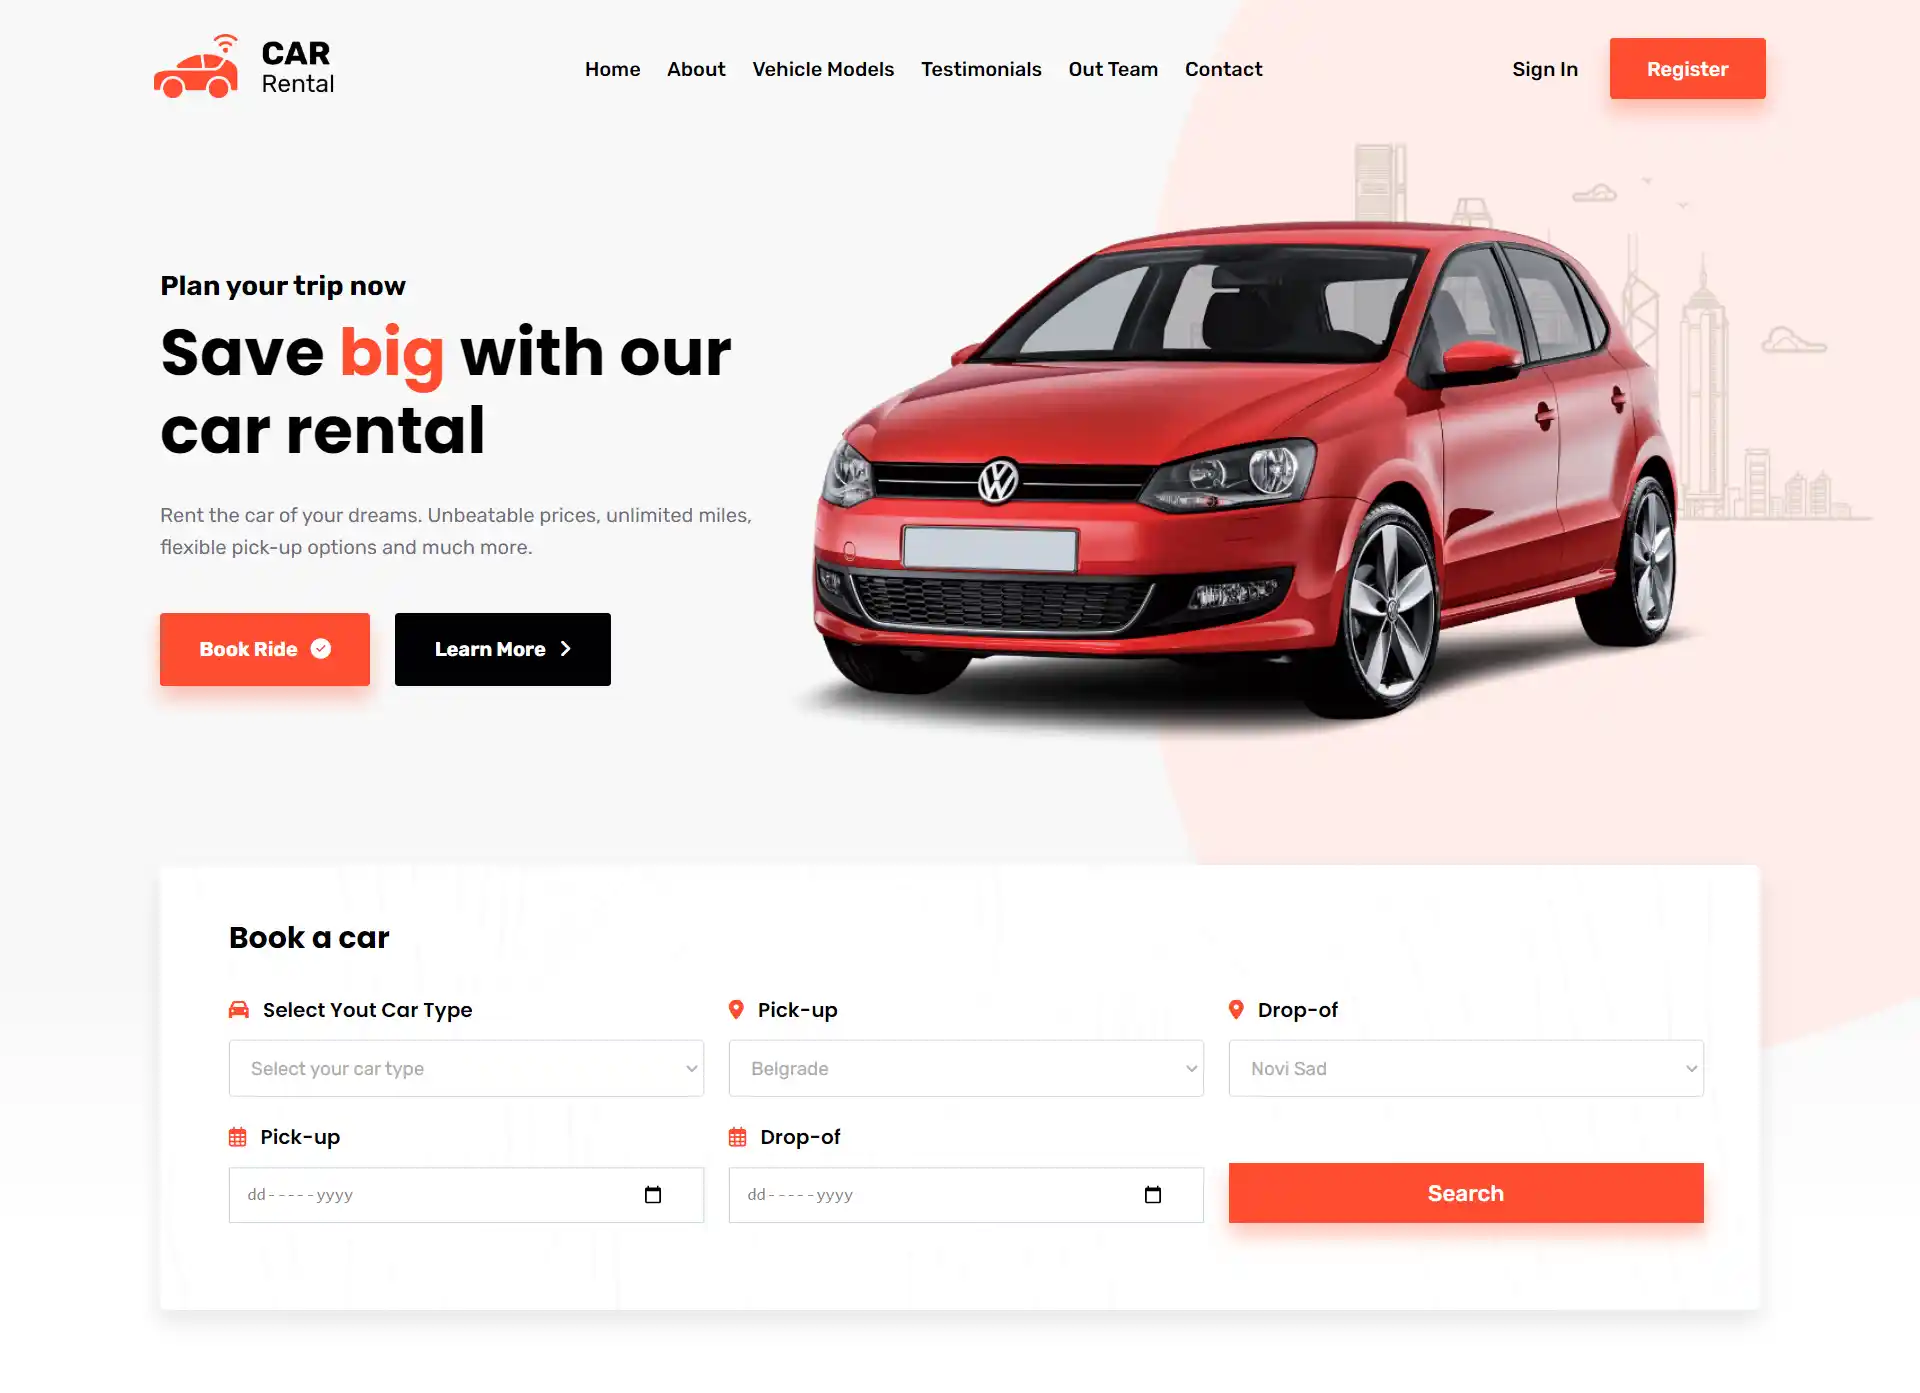 CAR
Rental
Home About Vehicle Models Testimonials Out Team Contact
Sign In Register
Plan your trip now
Save big with our
car rental
Rent the car of your dreams. Unbeatable prices, unlimited miles,
flexible pick-up options and much more.
Book Ride Learn More
Book a car
Select Yout Car Type Pick-up Drop-of
Select your car type Belgrade Novi Sad
Pick-up Drop-of
dd-----yyyy dd-----yyyy Search